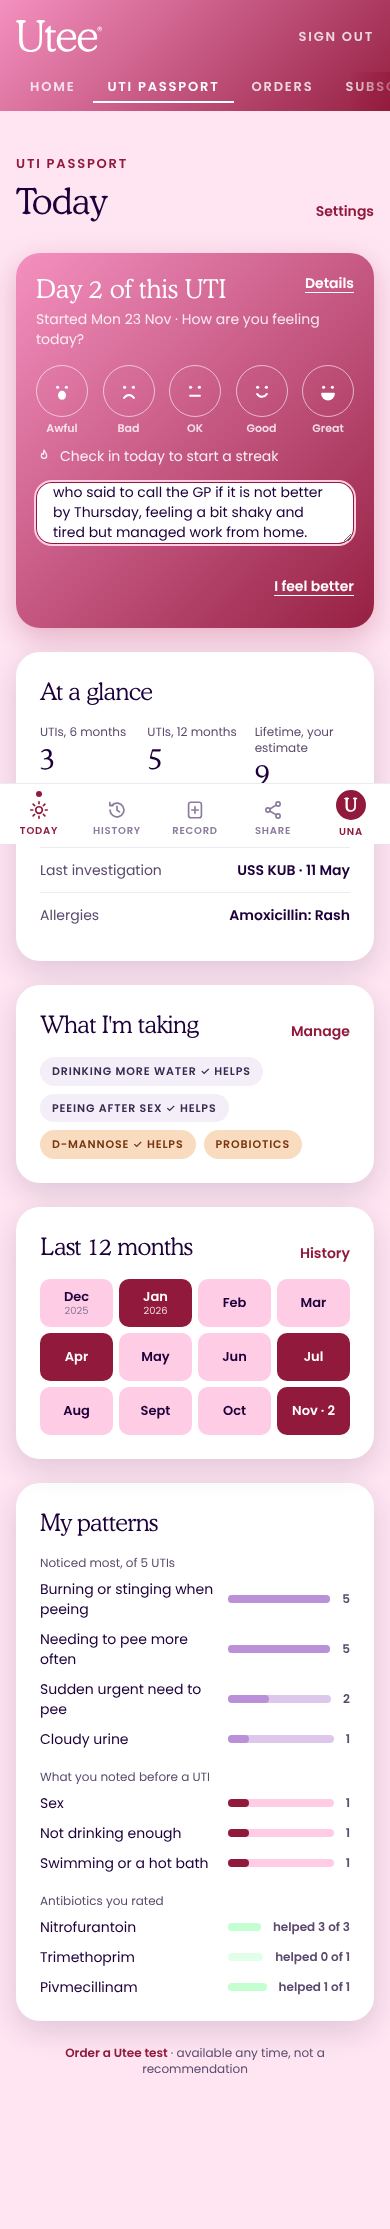 Utee®
SIGN OUT
HOME UTI PASSPORT ORDERS SUBSC
UTI PASSPORT
Today
Settings
Day 2 of this UTI
Details
Started Mon 23 Nov · How are you feeling
today?
Awful Bad OK Good Great
Check in today to start a streak
who said to call the GP if it is not better
by Thursday, feeling a bit shaky and
tired but managed work from home.
I feel better
At a glance
UTIs, 6 months
3
UTIs, 12 months
5
Lifetime, your
estimate
9
TODAY HISTORY RECORD SHARE
U
UNA
Last investigation USS KUB · 11 May
Allergies Amoxicillin: Rash
What I'm taking
Manage
DRINKING MORE WATER ✓ HELPS
PEEING AFTER SEX ✓ HELPS
D-MANNOSE ✓ HELPS PROBIOTICS
Last 12 months
History
Dec
2025
Jan
2026
Feb
Mar
Apr May Jun Jul
Aug Sept Oct Nov · 2
My patterns
Noticed most, of 5 UTIs
Burning or stinging when
peeing
5
Needing to pee more
often
5
Sudden urgent need to
pee
2
Cloudy urine 1
What you noted before a UTI
Sex 1
Not drinking enough 1
Swimming or a hot bath 1
Antibiotics you rated
Nitrofurantoin helped 3 of 3
Trimethoprim helped 0 of 1
Pivmecillinam helped 1 of 1
Order a Utee test · available any time, not a
recommendation